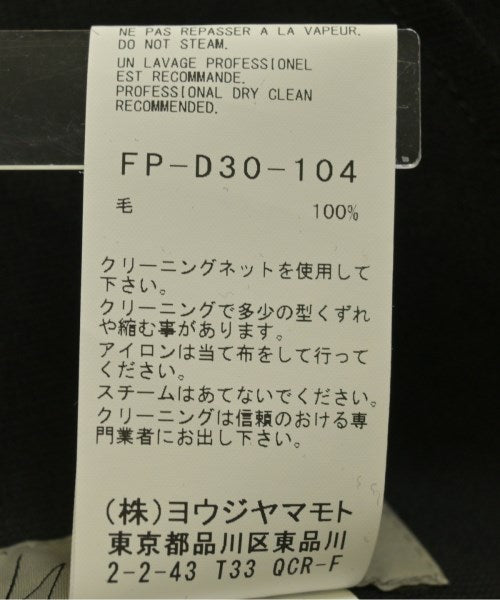 NE PAS REPASSER A LA VAPEUR.
DO NOT STEAM.
UN LAVAGE PROFESSIONEL
EST RECOMMANDE.
PROFESSIONAL DRY CLEAN
RECOMMENDED.
FP-D30-104
毛 100%
クリーニングネットを使用して
下さい。
クリーニングで多少の型くずれ
や縮む事があります。
アイロンは当て布をして行って
ください。
スチームはあてないでください。
クリーニングは信頼のおける専
門業者にお出し下さい。
(株)ヨウジヤマモト
東京都品川区東品川
2-2-43 T33 QCR-F